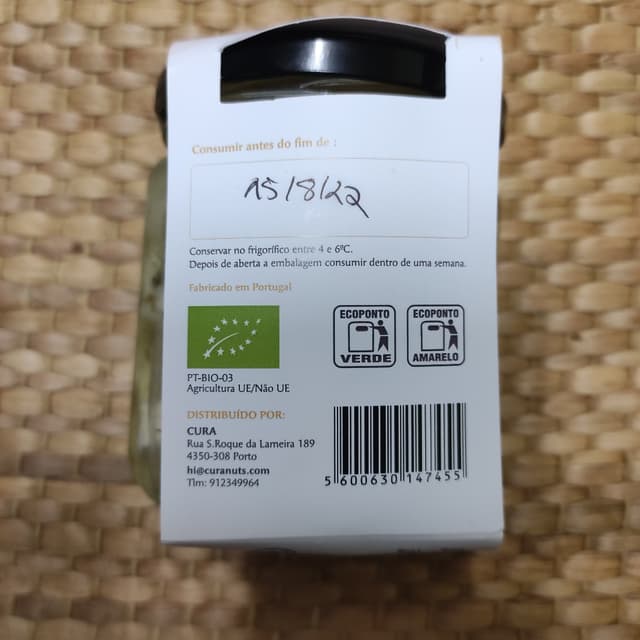 Consumir antes do fim de :
15/8/22
Conservar no frigorífico entre 4 e 6ºC.
Depois de aberta a embalagem consumir dentro de uma semana.
Fabricado em Portugal
ECOPONTO
VERDE
ECOPONTO
AMARELO
PT-BIO-03
Agricultura UE/Não UE
DISTRIBUÍDO POR:
CURA
Rua S.Roque da Lameira 189
4350-308 Porto
hi@curanuts.com
Tlm: 912349964
5 600630 147455